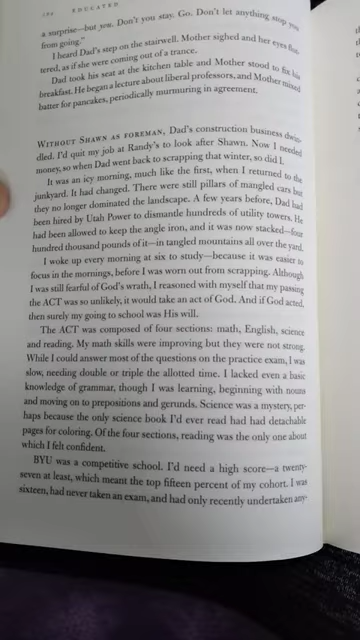 EDUCATED
a surprise—but you. Don't you stay. Go. Don't let anything stop you
from going."
I heard Dad's step on the stairwell. Mother sighed and her eyes flut-
tered, as if she were coming out of a trance.
Dad took his seat at the kitchen table and Mother stood to fix his
breakfast. He began a lecture about liberal professors, and Mother mixed
batter for pancakes, periodically murmuring in agreement.
WITHOUT SHAWN AS FOREMAN, Dad's construction business dwin-
dled. I'd quit my job at Randy's to look after Shawn. Now I needed
money, so when Dad went back to scrapping that winter, so did I.
It was an icy morning, much like the first, when I returned to the
junkyard. It had changed. There were still pillars of mangled cars but
they no longer dominated the landscape. A few years before, Dad had
been hired by Utah Power to dismantle hundreds of utility towers. He
had been allowed to keep the angle iron, and it was now stacked—four
hundred thousand pounds of it—in tangled mountains all over the yard.
I woke up every morning at six to study—because it was easier to
focus in the mornings, before I was worn out from scrapping. Although
I was still fearful of God's wrath, I reasoned with myself that my passing
the ACT was so unlikely, it would take an act of God. And if God acted,
then surely my going to school was His will.
The ACT was composed of four sections: math, English, science
and reading. My math skills were improving but they were not strong.
While I could answer most of the questions on the practice exam, I was
slow, needing double or triple the allotted time. I lacked even a basic
knowledge of grammar, though I was learning, beginning with nouns
and moving on to prepositions and gerunds. Science was a mystery, per-
haps because the only science book I'd ever read had had detachable
pages for coloring. Of the four sections, reading was the only one about
which I felt confident.
BYU was a competitive school. I'd need a high score—a twenty-
seven at least, which meant the top fifteen percent of my cohort. I was
sixteen, had never taken an exam, and had only recently undertaken any-